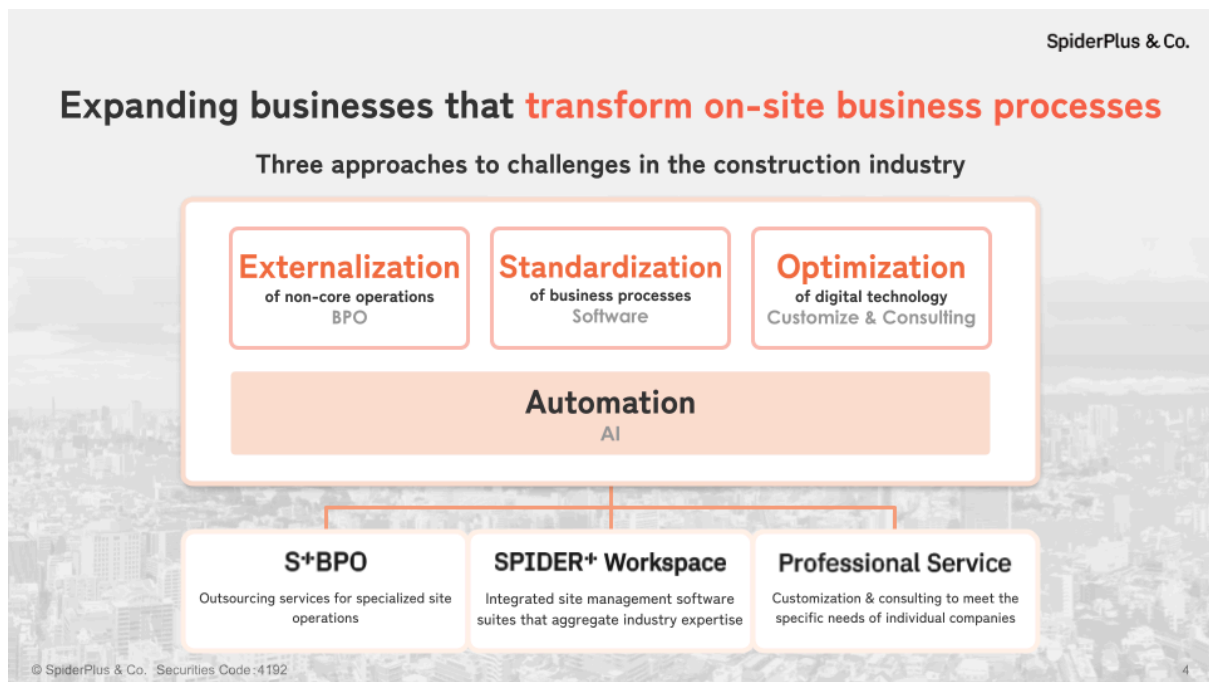 SpiderPlus & Co.
Expanding businesses that transform on-site business processes
Three approaches to challenges in the construction industry
Externalization
of non-core operations
BPO
Standardization
of business processes
Software
Optimization
of digital technology
Customize & Consulting
Automation
AI
S+BPO
Outsourcing services for specialized site
operations
SPIDER+ Workspace
Integrated site management software
suites that aggregate industry expertise
Professional Service
Customization & consulting to meet the
specific needs of individual companies
© SpiderPlus & Co. Securities Code:4192
4